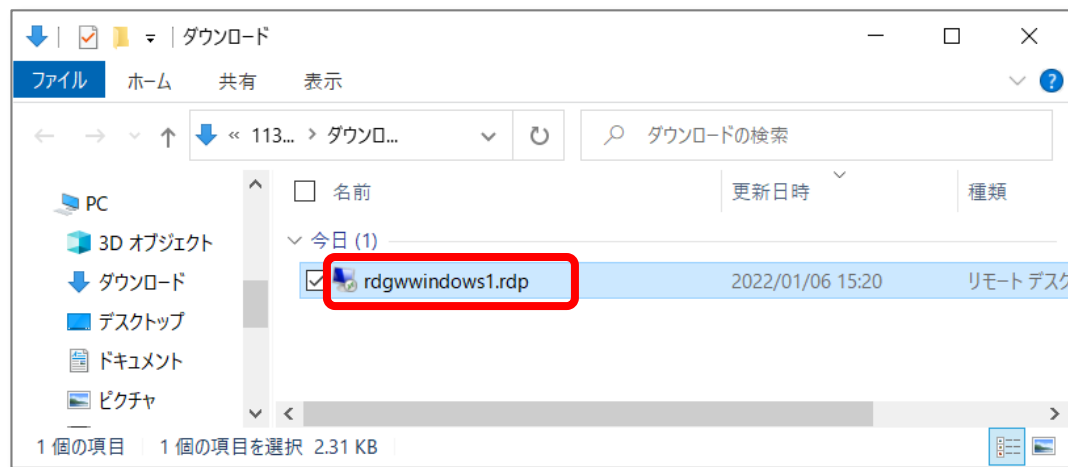 ダウンロード
ファイル ホーム 共有 表示
« 113... › ダウンロ... ダウンロードの検索
名前 更新日時 種類
PC
今日 (1)
3D オブジェクト
rdgwwindows1.rdp 2022/01/06 15:20 リモート デスク
ダウンロード
デスクトップ
ドキュメント
ピクチャ
1 個の項目 1 個の項目を選択 2.31 KB